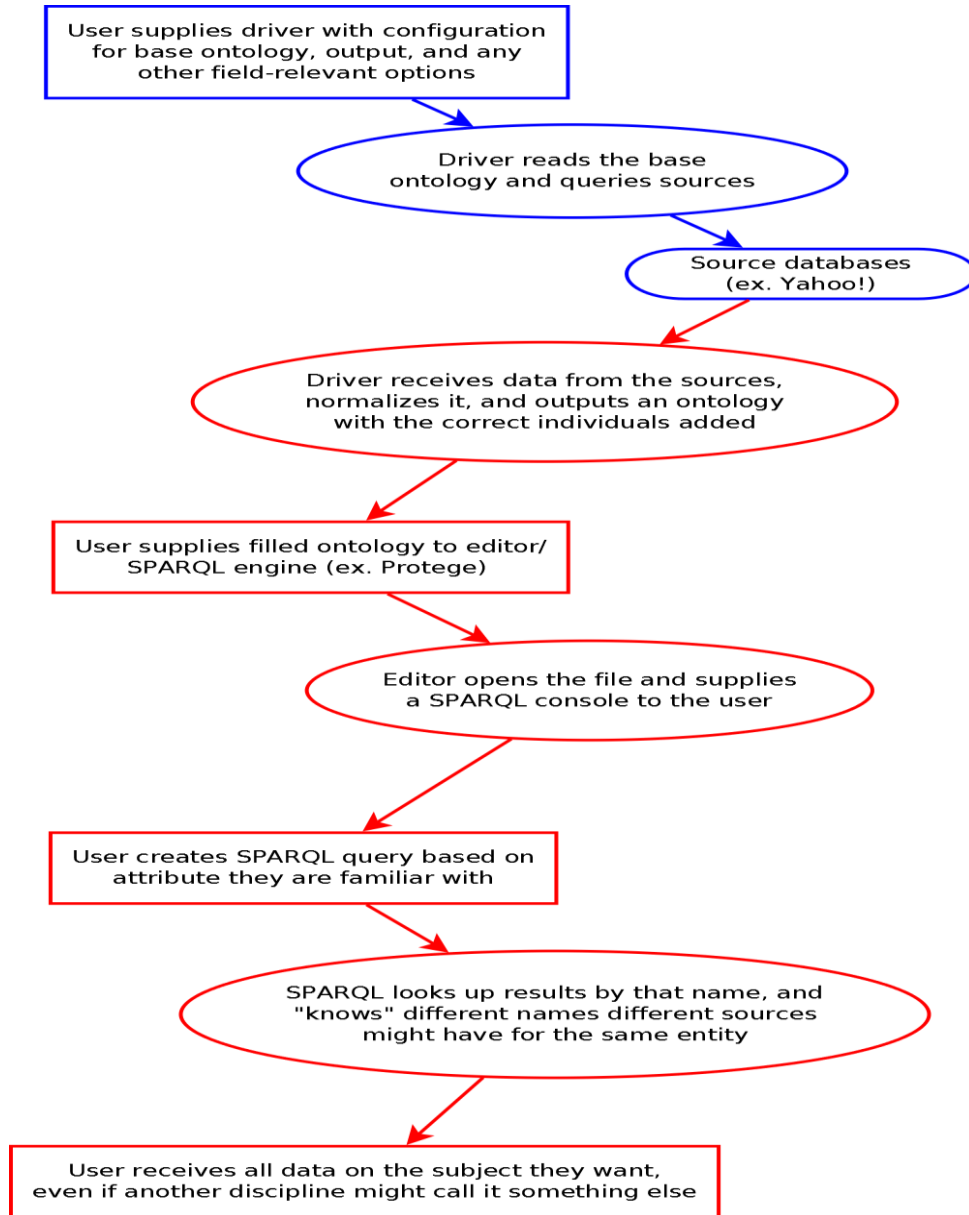 User supplies driver with configuration
for base ontology, output, and any
other field-relevant options
Driver reads the base
ontology and queries sources
Source databases
(ex. Yahoo!)
Driver receives data from the sources,
normalizes it, and outputs an ontology
with the correct individuals added
User supplies filled ontology to editor/
SPARQL engine (ex. Protege)
Editor opens the file and supplies
a SPARQL console to the user
User creates SPARQL query based on
attribute they are familiar with
SPARQL looks up results by that name, and
"knows" different names different sources
might have for the same entity
User receives all data on the subject they want,
even if another discipline might call it something else